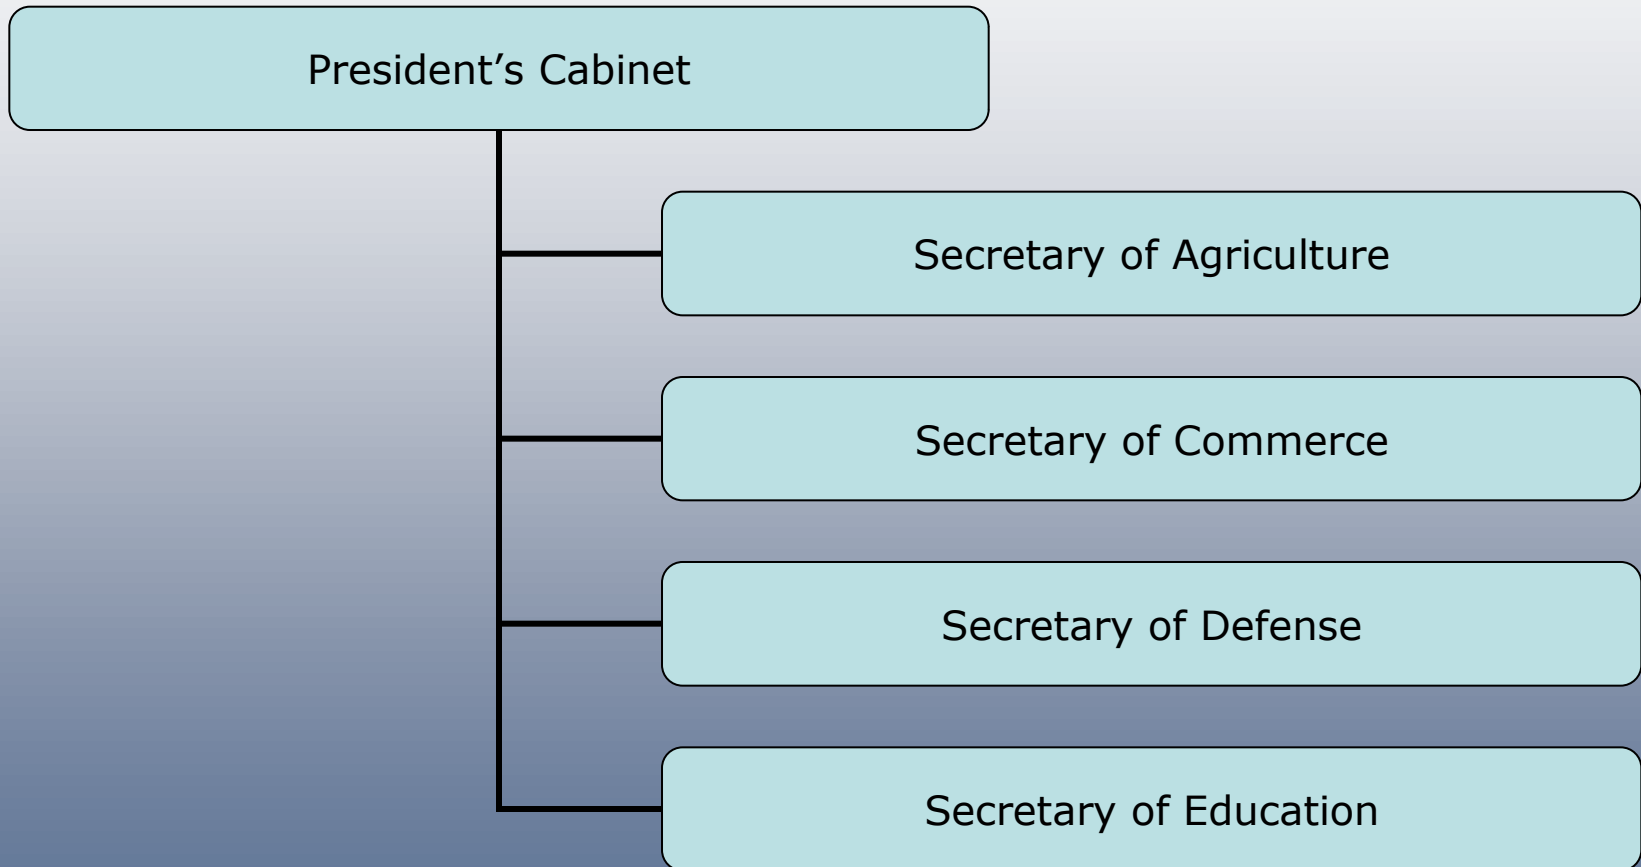 President’s Cabinet
Secretary of Agriculture
Secretary of Commerce
Secretary of Defense
Secretary of Education